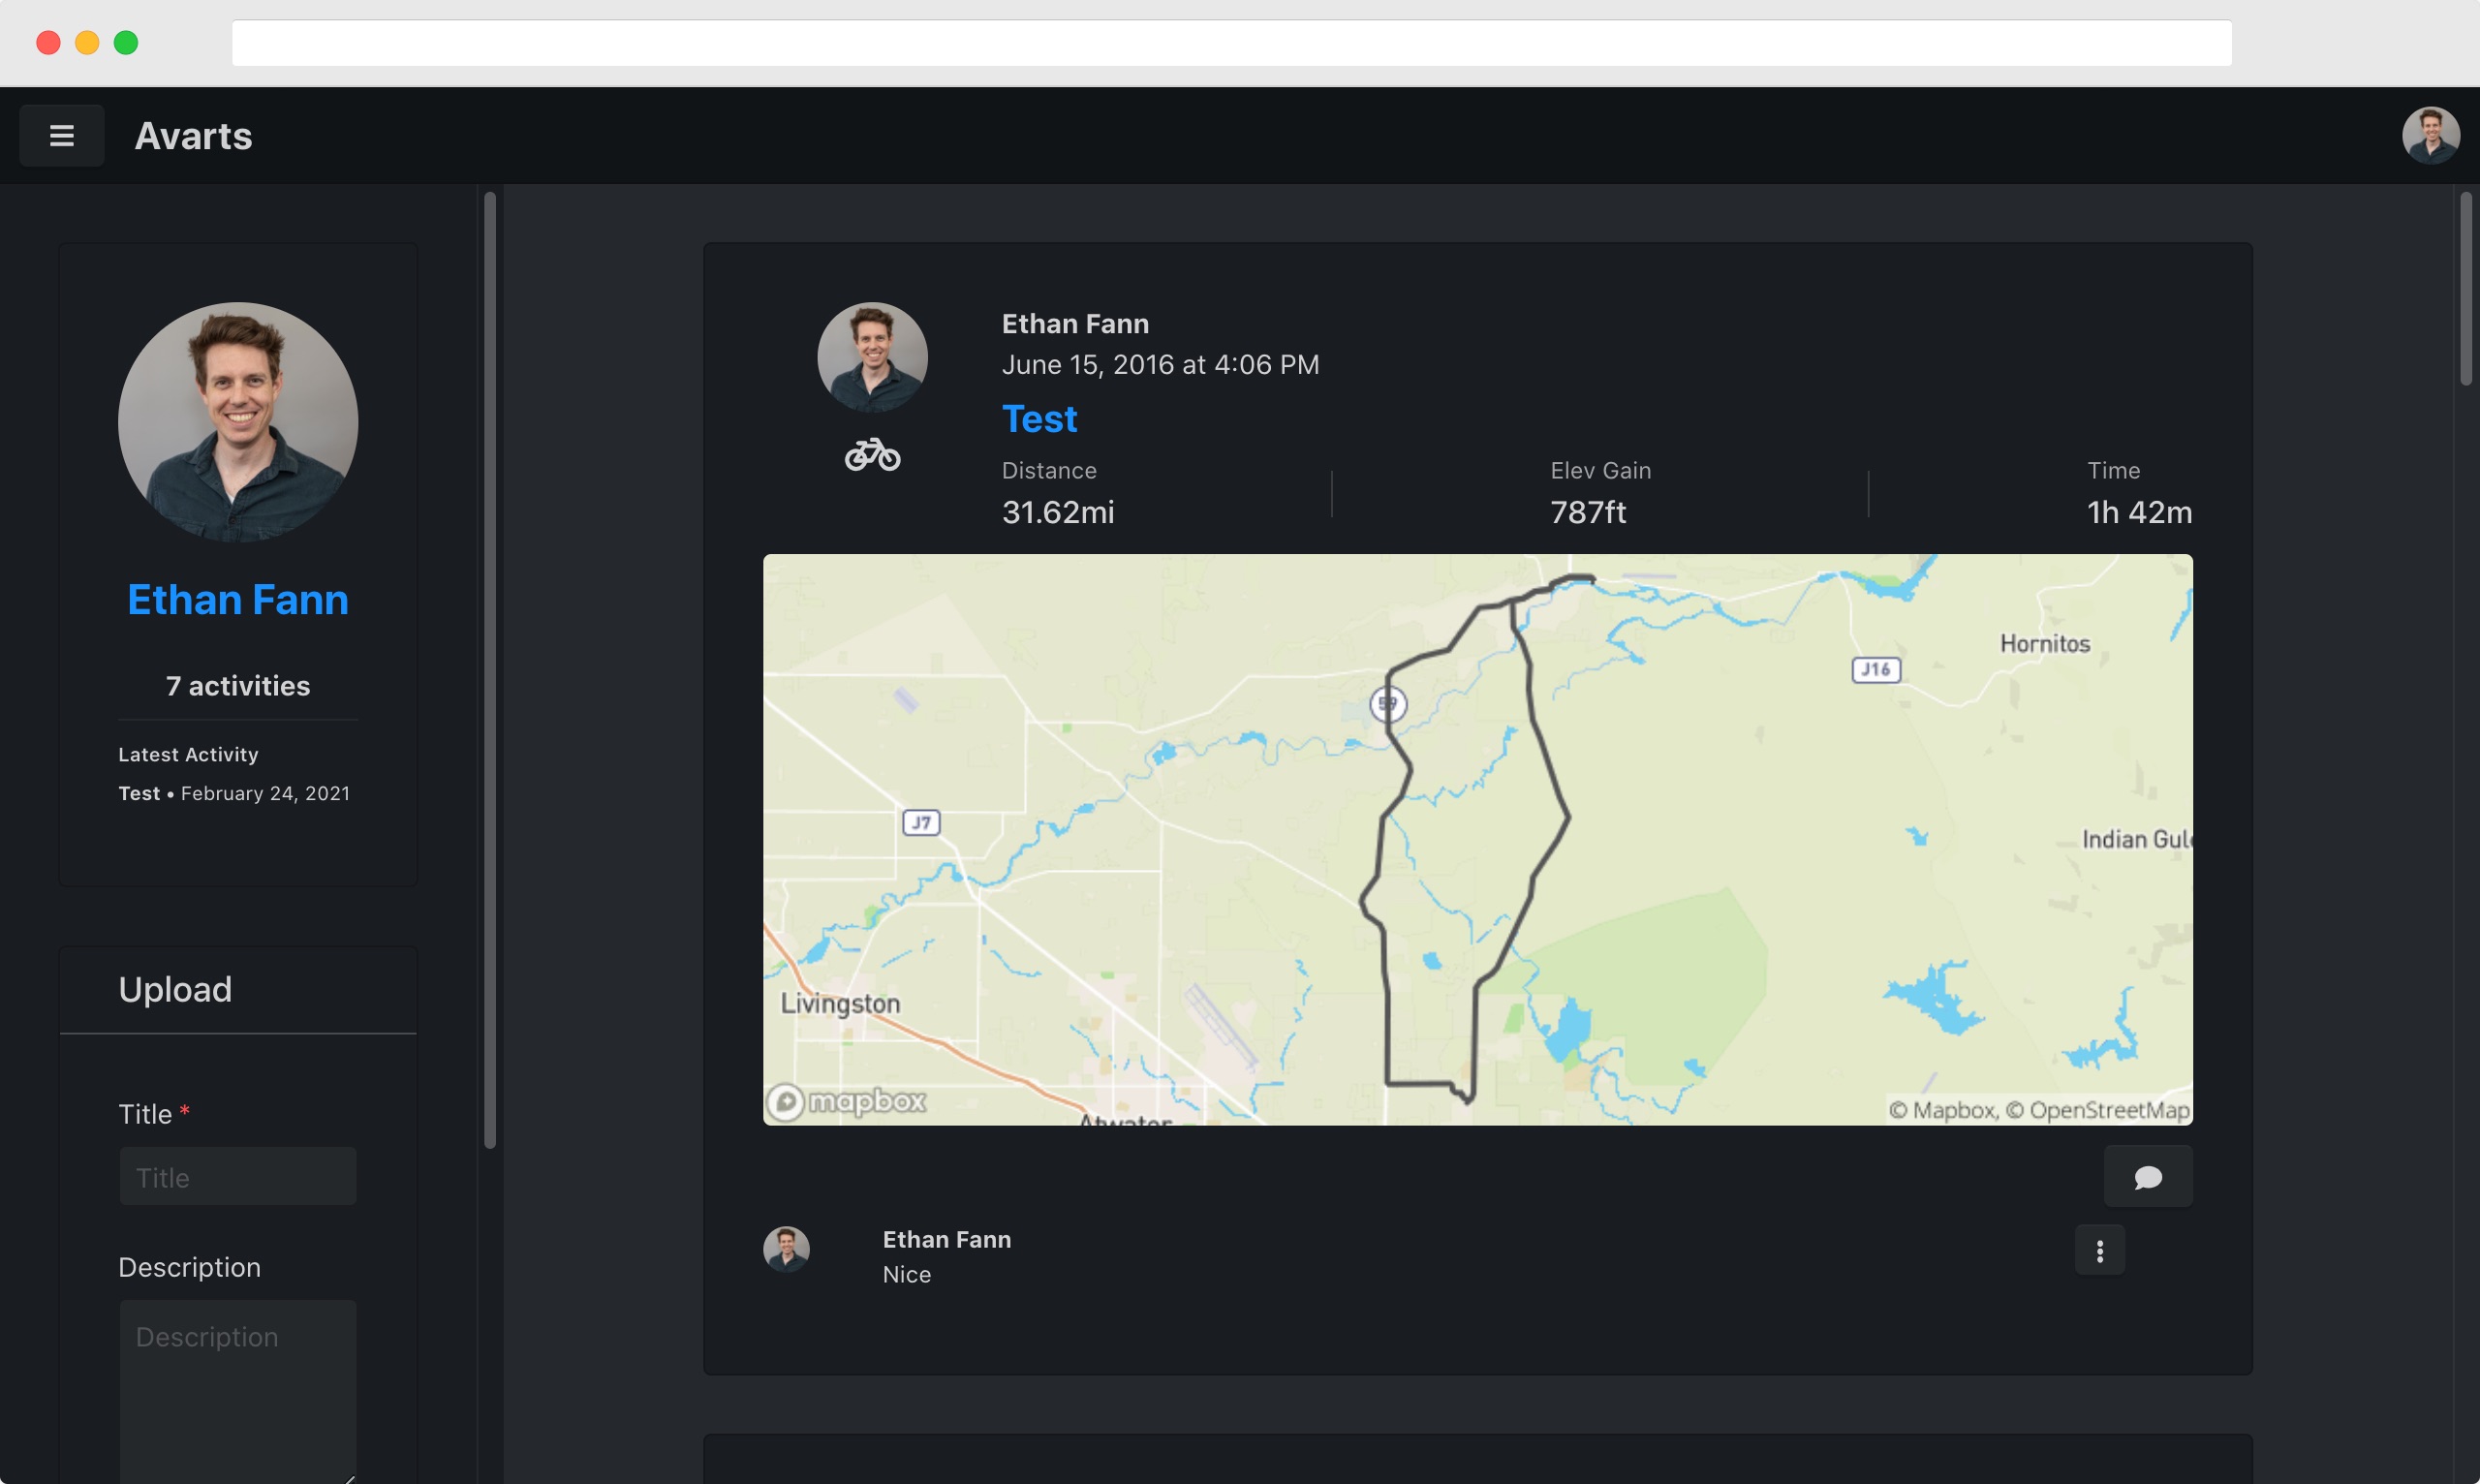 Avarts
Ethan Fann
7 activities
Latest Activity
Test • February 24, 2021
Upload
Title *
Title
Description
Description
Ethan Fann
June 15, 2016 at 4:06 PM
Test
Distance
31.62mi
Elev Gain
787ft
Time
1h 42m
Hornitos
J16
59
J7
Indian Gul
Livingston
Atwater
mapbox
© Mapbox, © OpenStreetMap
Ethan Fann
Nice